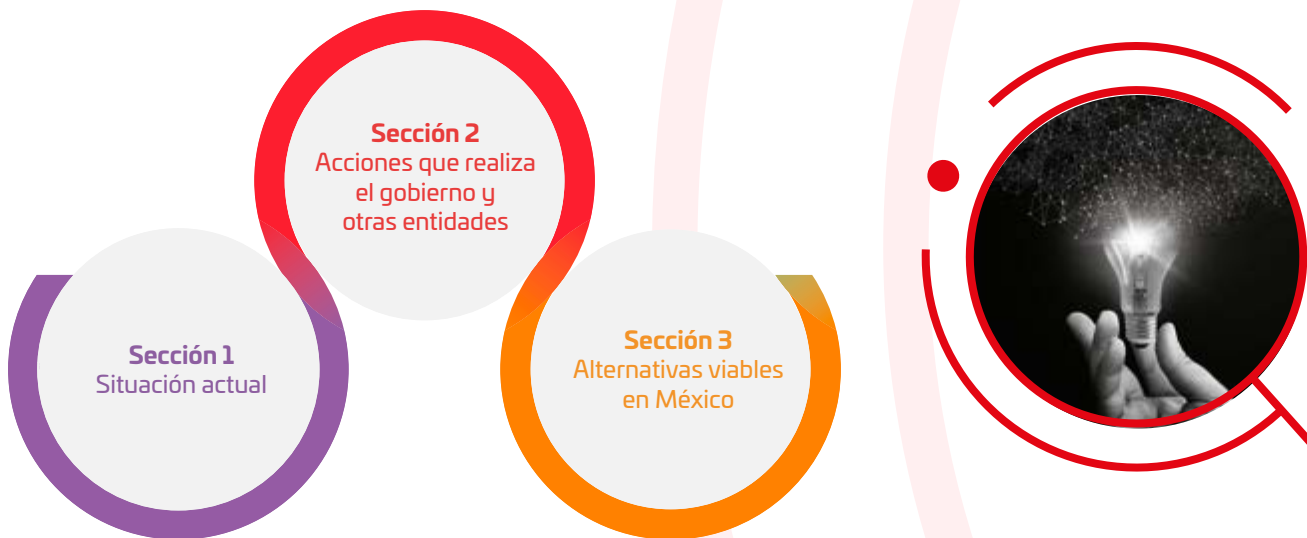 Sección 1
Situación actual
Sección 2
Acciones que realiza
el gobierno y
otras entidades
Sección 3
Alternativas viables
en México